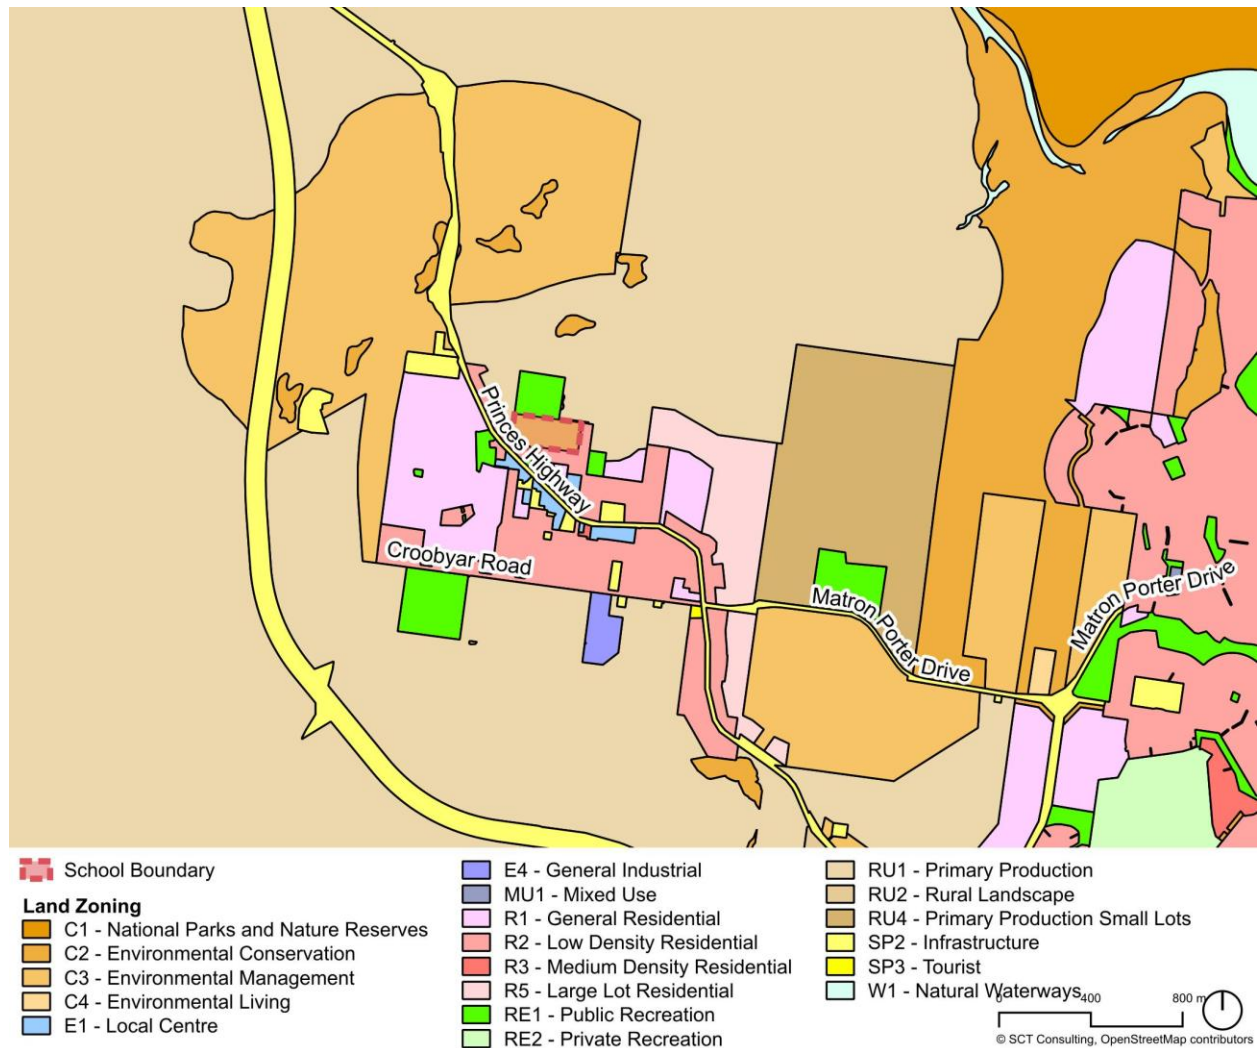 Princes Highway
Croobyar Road
Matron Porter Drive
Matron Porter Drive
School Boundary
Land Zoning
C1 - National Parks and Nature Reserves
C2 - Environmental Conservation
C3 - Environmental Management
C4 - Environmental Living
E1 - Local Centre
E4 - General Industrial
MU1 - Mixed Use
R1 - General Residential
R2 - Low Density Residential
R3 - Medium Density Residential
R5 - Large Lot Residential
RE1 - Public Recreation
RE2 - Private Recreation
RU1 - Primary Production
RU2 - Rural Landscape
RU4 - Primary Production Small Lots
SP2 - Infrastructure
SP3 - Tourist
W1 - Natural Waterways
0 400 800 m
© SCT Consulting, OpenStreetMap contributors